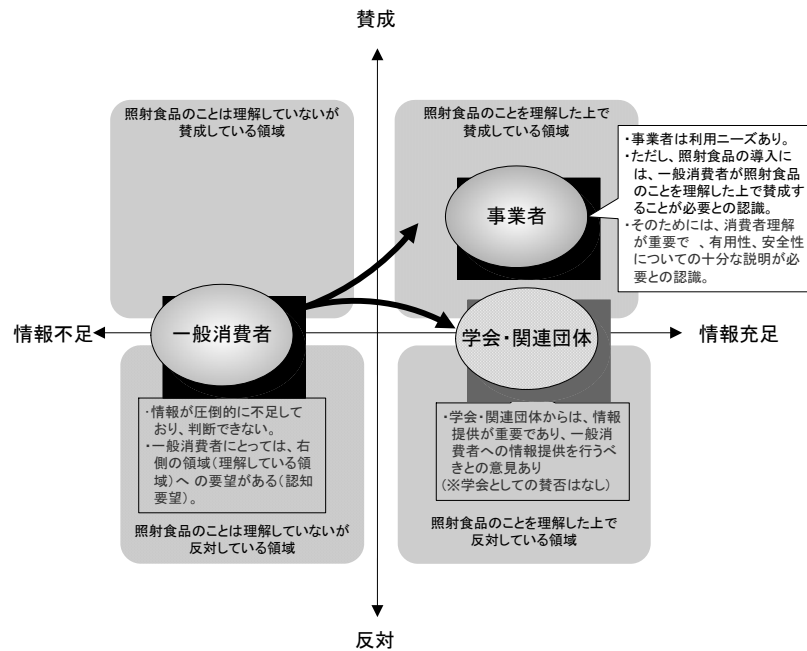 賛成
照射食品のことは理解していないが
賛成している領域
照射食品のことを理解した上で
賛成している領域
・事業者は利用ニーズあり。
・ただし、照射食品の導入に
は、一般消費者が照射食品
のことを理解した上で賛成す
ることが必要との認識。
・そのためには、消費者理解
が重要で 、有用性、安全性
についての十分な説明が必
要との認識。
事業者
情報不足
一般消費者
学会・関連団体
情報充足
・情報が圧倒的に不足して
おり、判断できない。
・一般消費者にとっては、右
側の領域(理解している領
域)へ の要望がある(認知
要望)。
・学会・関連団体からは、情報
提供が重要であり、一般消
費者への情報提供を行うべ
きとの意見あり
(※学会としての賛否はなし)
照射食品のことは理解していないが
反対している領域
照射食品のことを理解した上で
反対している領域
反対